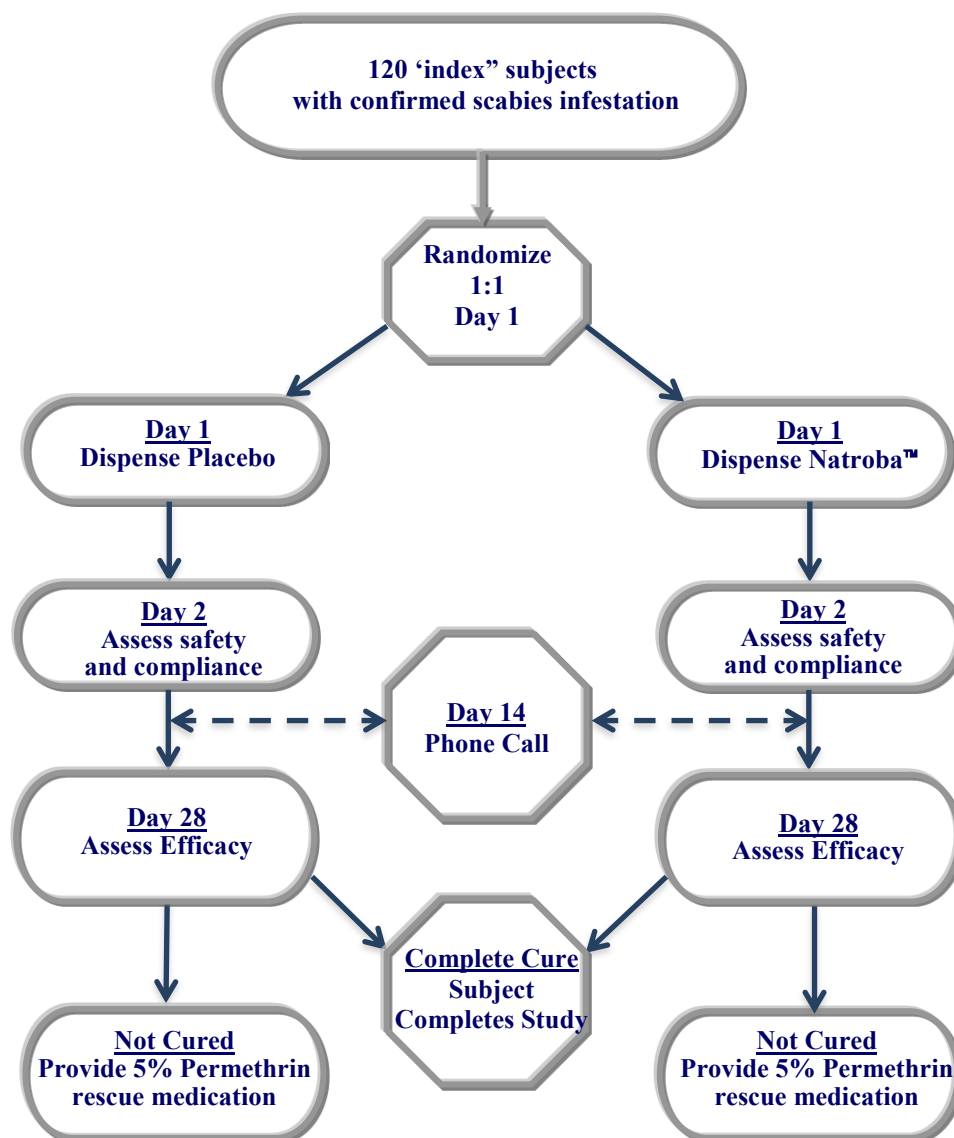 120 ‘index” subjects
with confirmed scabies infestation
Randomize
1:1
Day 1
Day 1
Dispense Placebo
Day 1
Dispense Natroba™
Day 2
Assess safety
and compliance
Day 2
Assess safety
and compliance
Day 14
Phone Call
Day 28
Assess Efficacy
Day 28
Assess Efficacy
Complete Cure
Subject
Completes Study
Not Cured
Provide 5% Permethrin
rescue medication
Not Cured
Provide 5% Permethrin
rescue medication